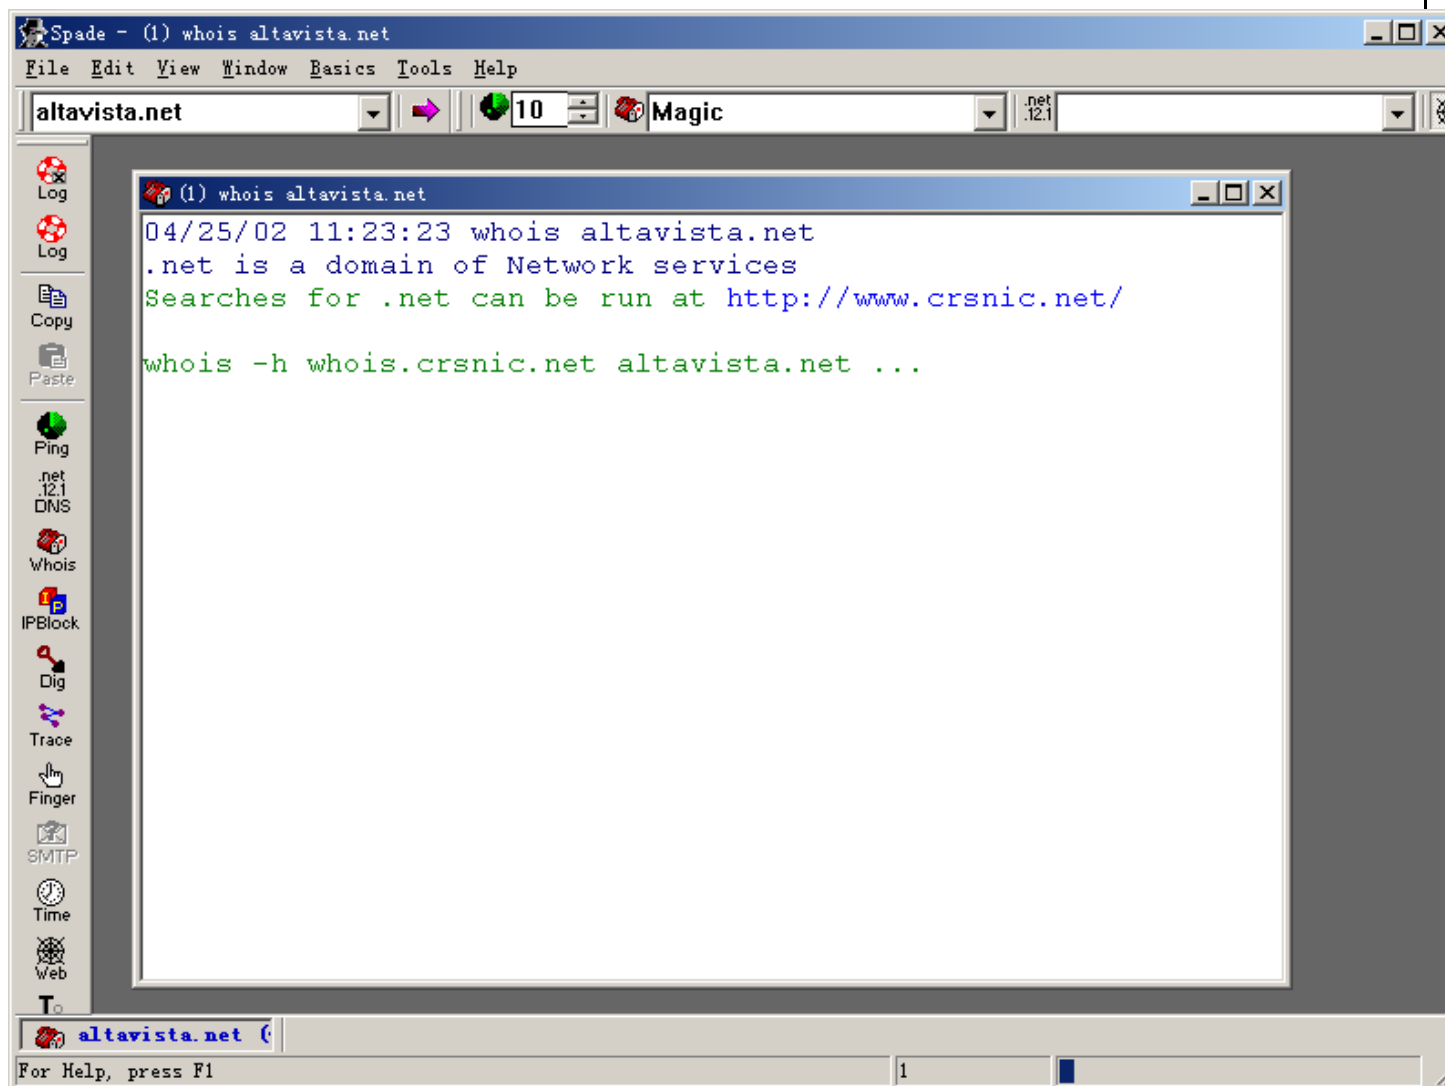 Spade - (1) whois altavista.net
File Edit View Window Basics Tools Help
altavista.net 10 Magic .net .12.1
Log
Log
Copy
Paste
Ping
.net
.12.1
DNS
Whois
IPBlock
Dig
Trace
Finger
SMTP
Time
Web
(1) whois altavista.net
04/25/02 11:23:23 whois altavista.net
.net is a domain of Network services
Searches for .net can be run at http://www.crsnic.net/
whois -h whois.crsnic.net altavista.net ...
altavista.net (
For Help, press F1 1